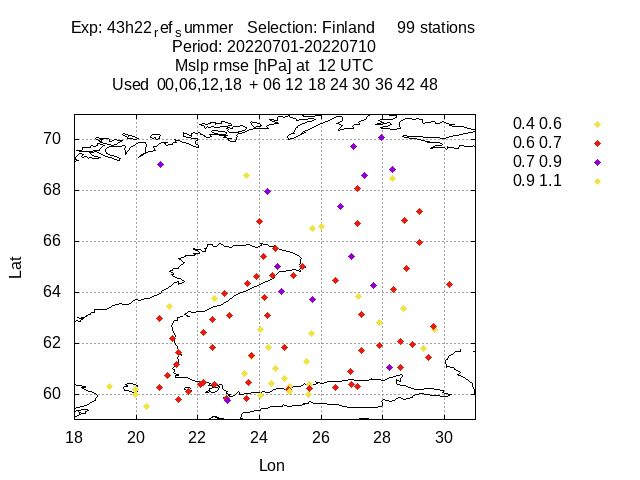 Exp: 43h22ref_summer Selection: Finland 99 stations
Period: 20220701-20220710
Mslp rmse [hPa] at 12 UTC
Used 00,06,12,18 + 06 12 18 24 30 36 42 48
0.4 0.6
0.6 0.7
0.7 0.9
0.9 1.1
70
68
66
64
62
60
Lat
18 20 22 24 26 28 30
Lon